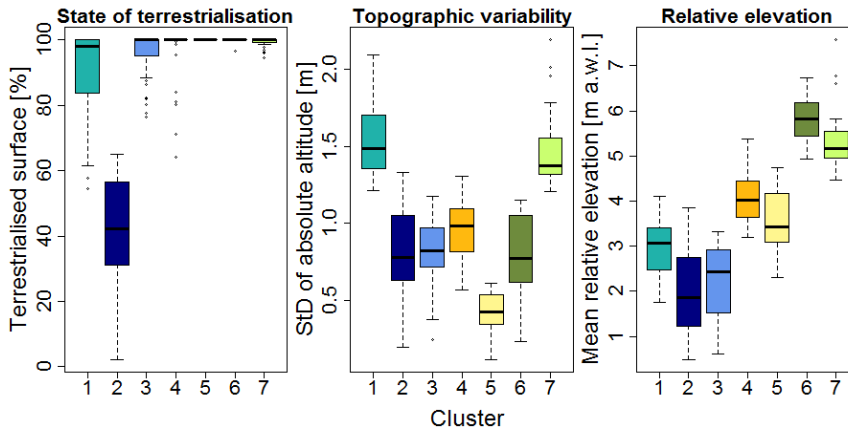 State of terrestrialisation
Topographic variability
Relative elevation
Terrestrialised surface [%]
0 20 40 60 80 100
1 2 3 4 5 6 7
StD of absolute altitude [m]
0.5 1.0 1.5 2.0
1 2 3 4 5 6 7
Mean relative elevation [m a.w.l.]
1 2 3 4 5 6 7
1 2 3 4 5 6 7
Cluster